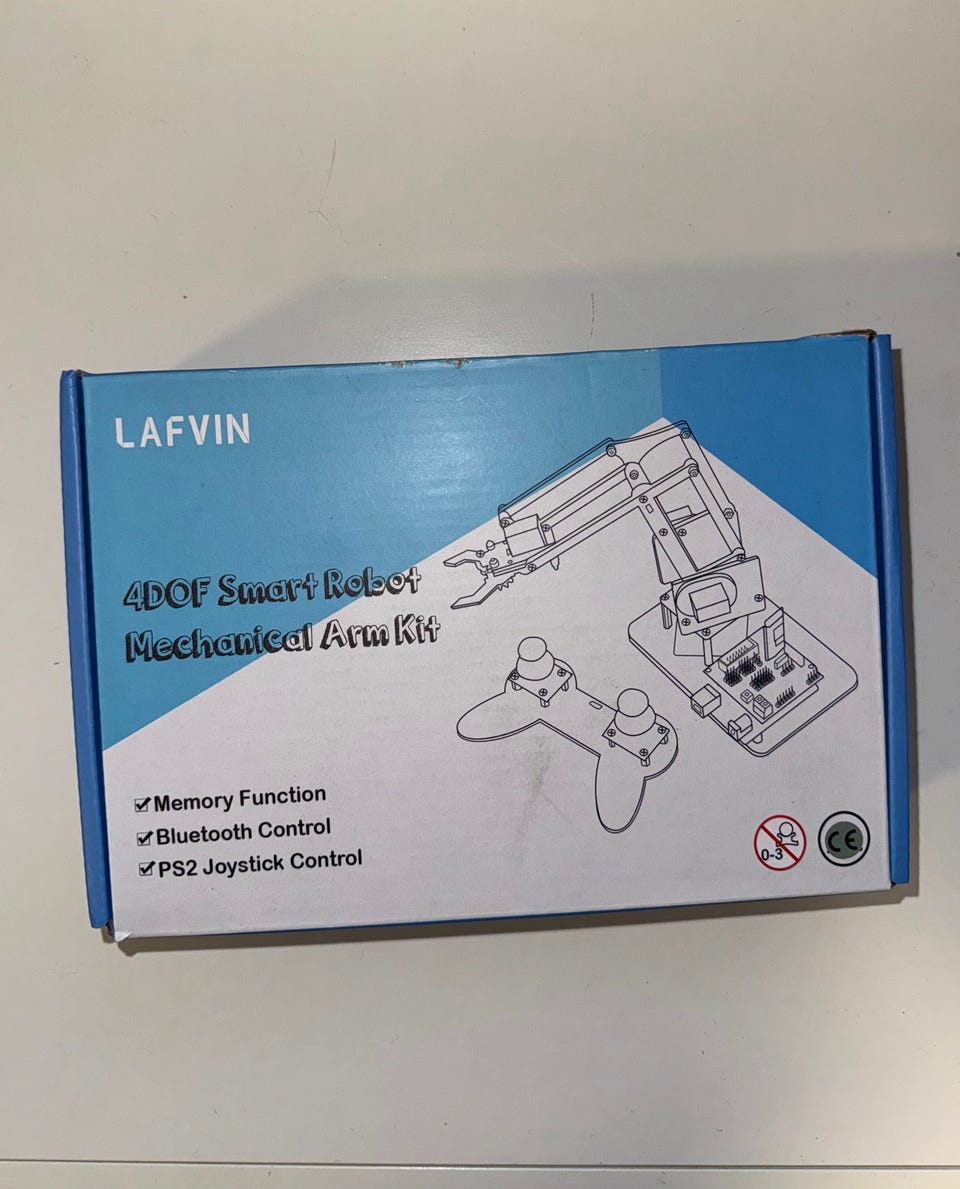 LAFVIN
4DOF Smart Robot
Mechanical Arm Kit
Memory Function
Bluetooth Control
PS2 Joystick Control
0-3
CE